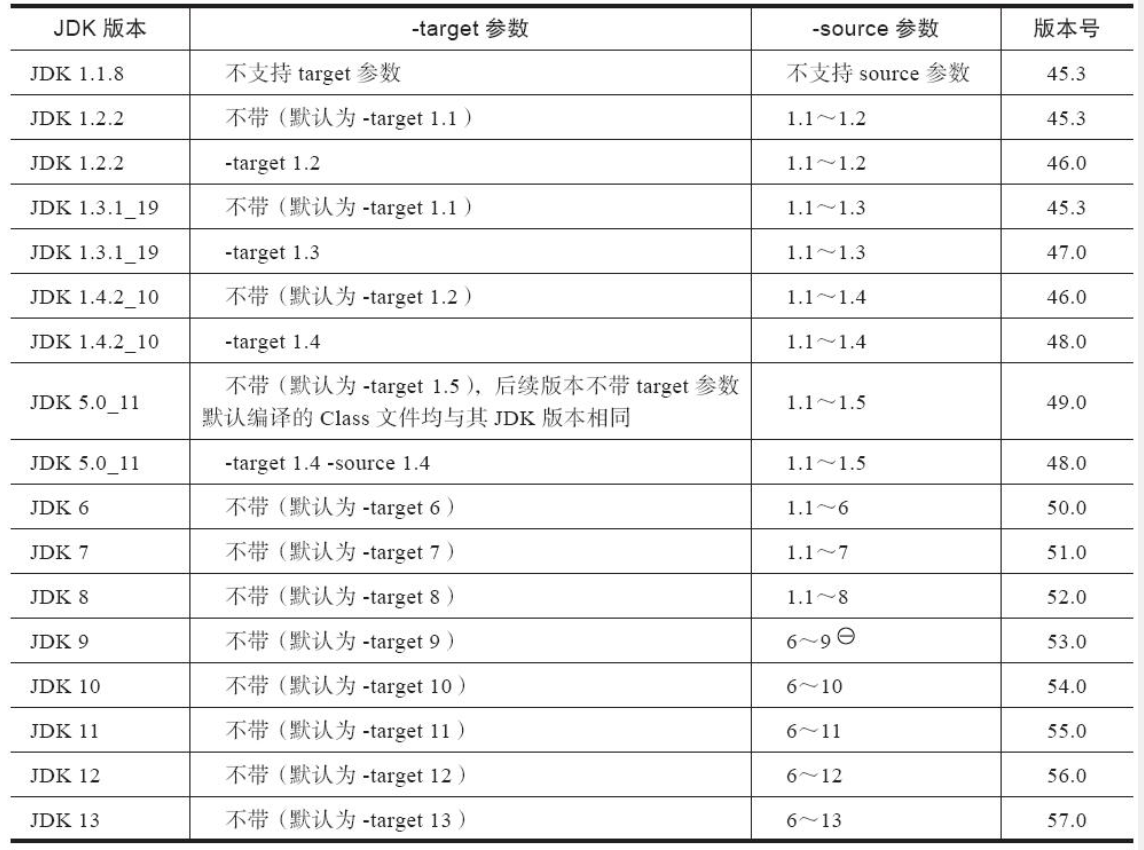 JDK 版本 -target 参数 -source 参数 版本号
JDK 1.1.8 不支持 target 参数 不支持 source 参数 45.3
JDK 1.2.2 不带（默认为 -target 1.1） 1.1～1.2 45.3
JDK 1.2.2 -target 1.2 1.1～1.2 46.0
JDK 1.3.1_19 不带（默认为 -target 1.1） 1.1～1.3 45.3
JDK 1.3.1_19 -target 1.3 1.1～1.3 47.0
JDK 1.4.2_10 不带（默认为 -target 1.2） 1.1～1.4 46.0
JDK 1.4.2_10 -target 1.4 1.1～1.4 48.0
JDK 5.0_11 不带（默认为 -target 1.5），后续版本不带 target 参数
默认编译的 Class 文件均与其 JDK 版本相同 1.1～1.5 49.0
JDK 5.0_11 -target 1.4 -source 1.4 1.1～1.5 48.0
JDK 6 不带（默认为 -target 6） 1.1～6 50.0
JDK 7 不带（默认为 -target 7） 1.1～7 51.0
JDK 8 不带（默认为 -target 8） 1.1～8 52.0
JDK 9 不带（默认为 -target 9） 6～9㊀ 53.0
JDK 10 不带（默认为 -target 10） 6～10 54.0
JDK 11 不带（默认为 -target 11） 6～11 55.0
JDK 12 不带（默认为 -target 12） 6～12 56.0
JDK 13 不带（默认为 -target 13） 6～13 57.0